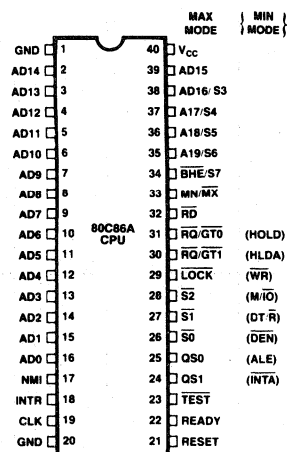 MAX MODE { MIN MODE }
GND 1 40 VCC
AD14 2 39 AD15
AD13 3 38 AD16/S3
AD12 4 37 A17/S4
AD11 5 36 A18/S5
AD10 6 35 A19/S6
AD9 7 34 BHE/S7
AD8 8 33 MN/MX
AD7 9 32 RD
80C86A CPU
AD6 10 31 RQ/GT0 (HOLD)
AD5 11 30 RQ/GT1 (HLDA)
AD4 12 29 LOCK (WR)
AD3 13 28 S2 (M/IO)
AD2 14 27 S1 (DT/R)
AD1 15 26 S0 (DEN)
AD0 16 25 QS0 (ALE)
NMI 17 24 QS1 (INTA)
INTR 18 23 TEST
CLK 19 22 READY
GND 20 21 RESET